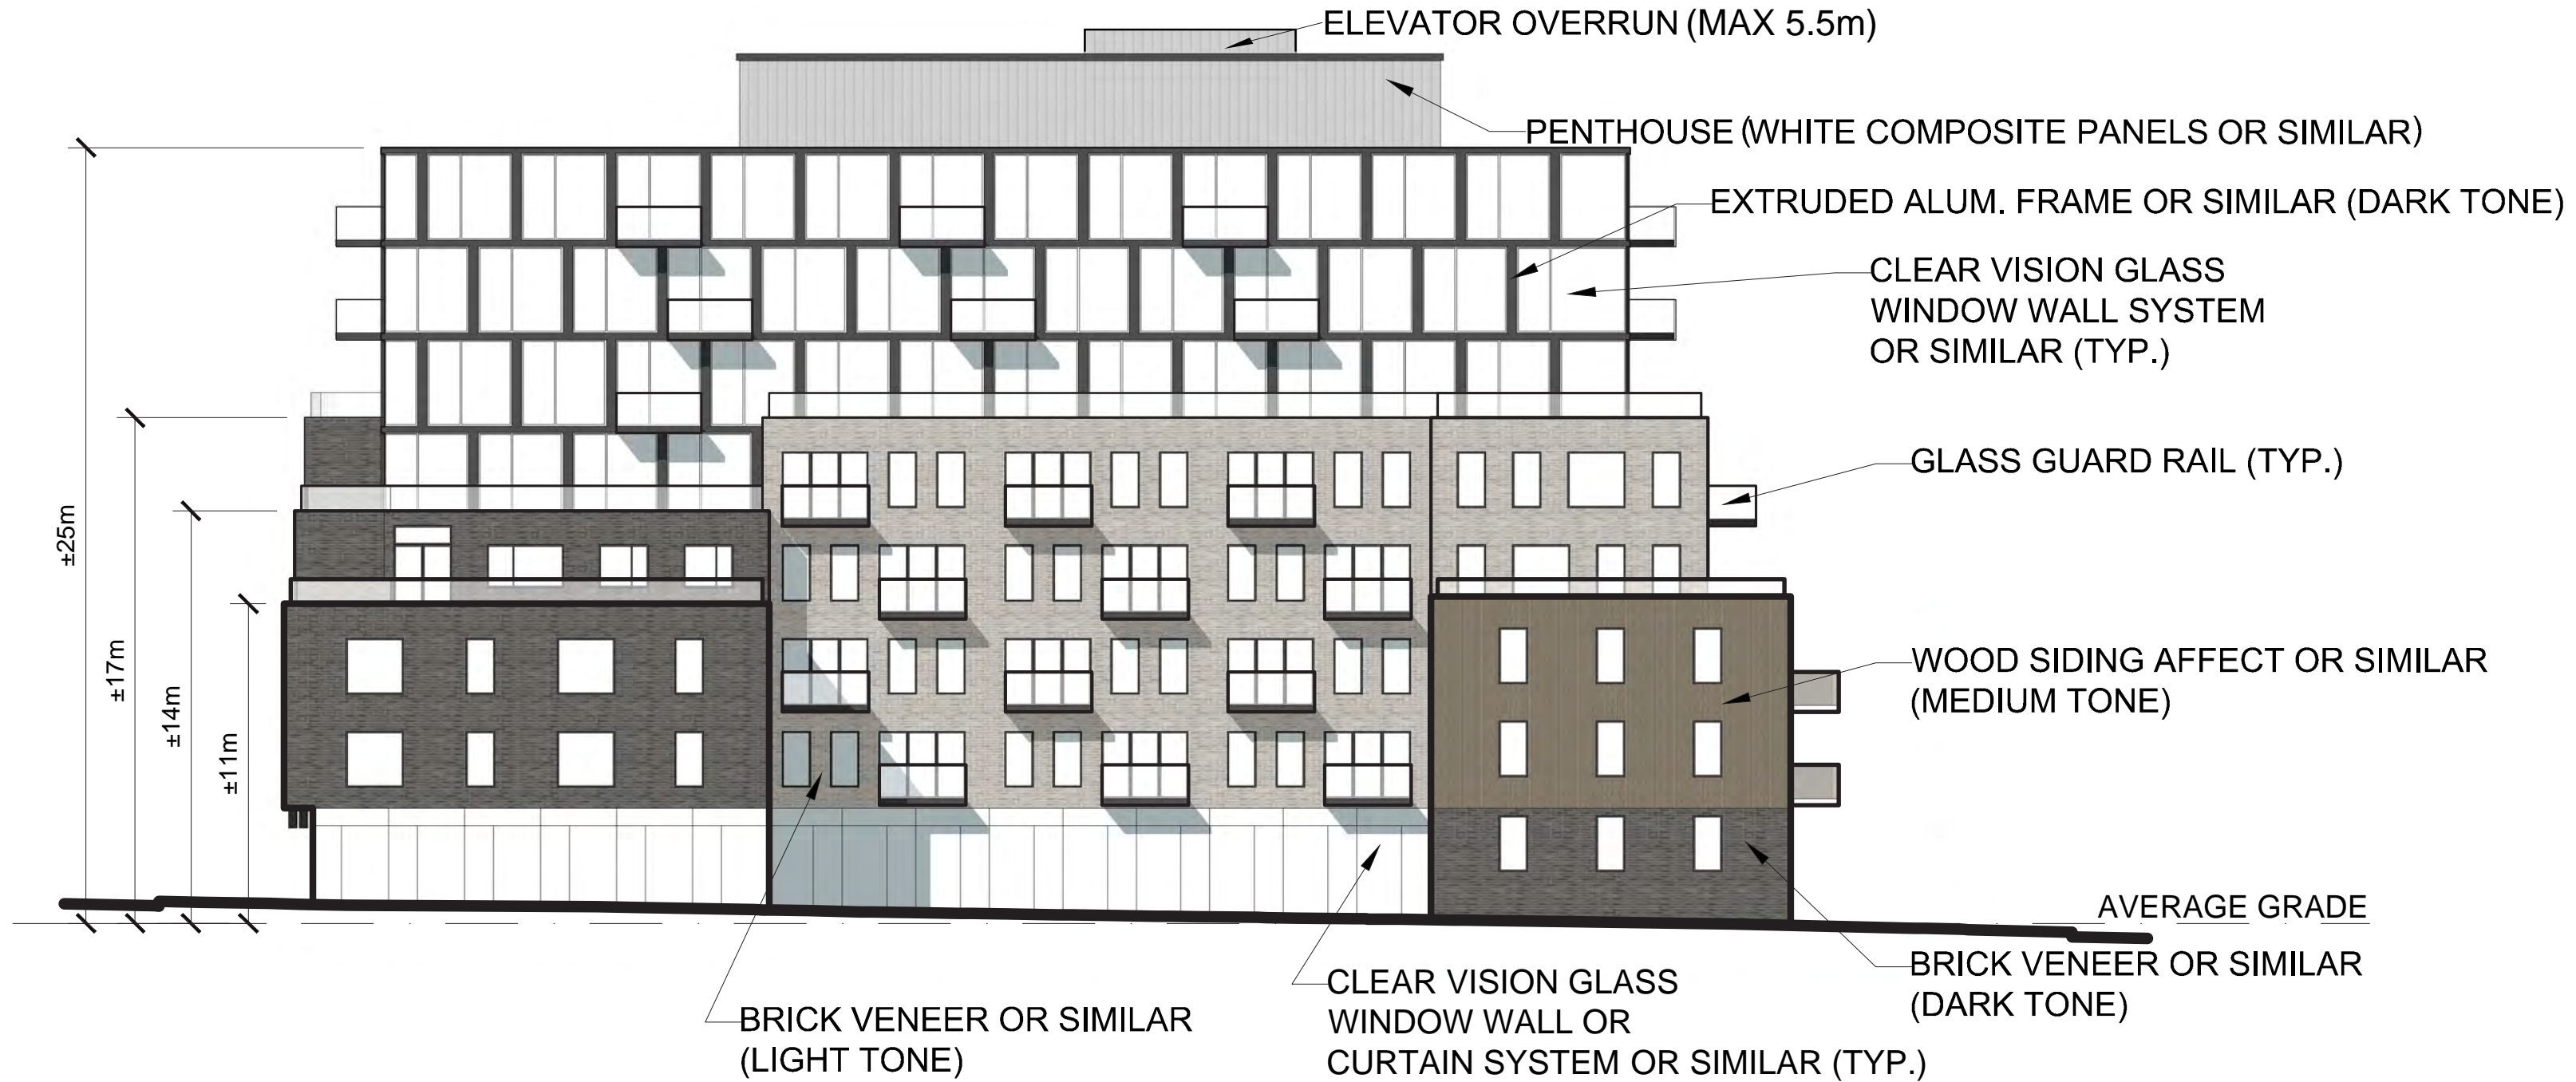 ELEVATOR OVERRUN (MAX 5.5m)
PENTHOUSE (WHITE COMPOSITE PANELS OR SIMILAR)
EXTRUDED ALUM. FRAME OR SIMILAR (DARK TONE)
CLEAR VISION GLASS
WINDOW WALL SYSTEM
OR SIMILAR (TYP.)
GLASS GUARD RAIL (TYP.)
±25m
±17m
±14m
±11m
WOOD SIDING AFFECT OR SIMILAR
(MEDIUM TONE)
AVERAGE GRADE
BRICK VENEER OR SIMILAR
(DARK TONE)
CLEAR VISION GLASS
WINDOW WALL OR
CURTAIN SYSTEM OR SIMILAR (TYP.)
BRICK VENEER OR SIMILAR
(LIGHT TONE)